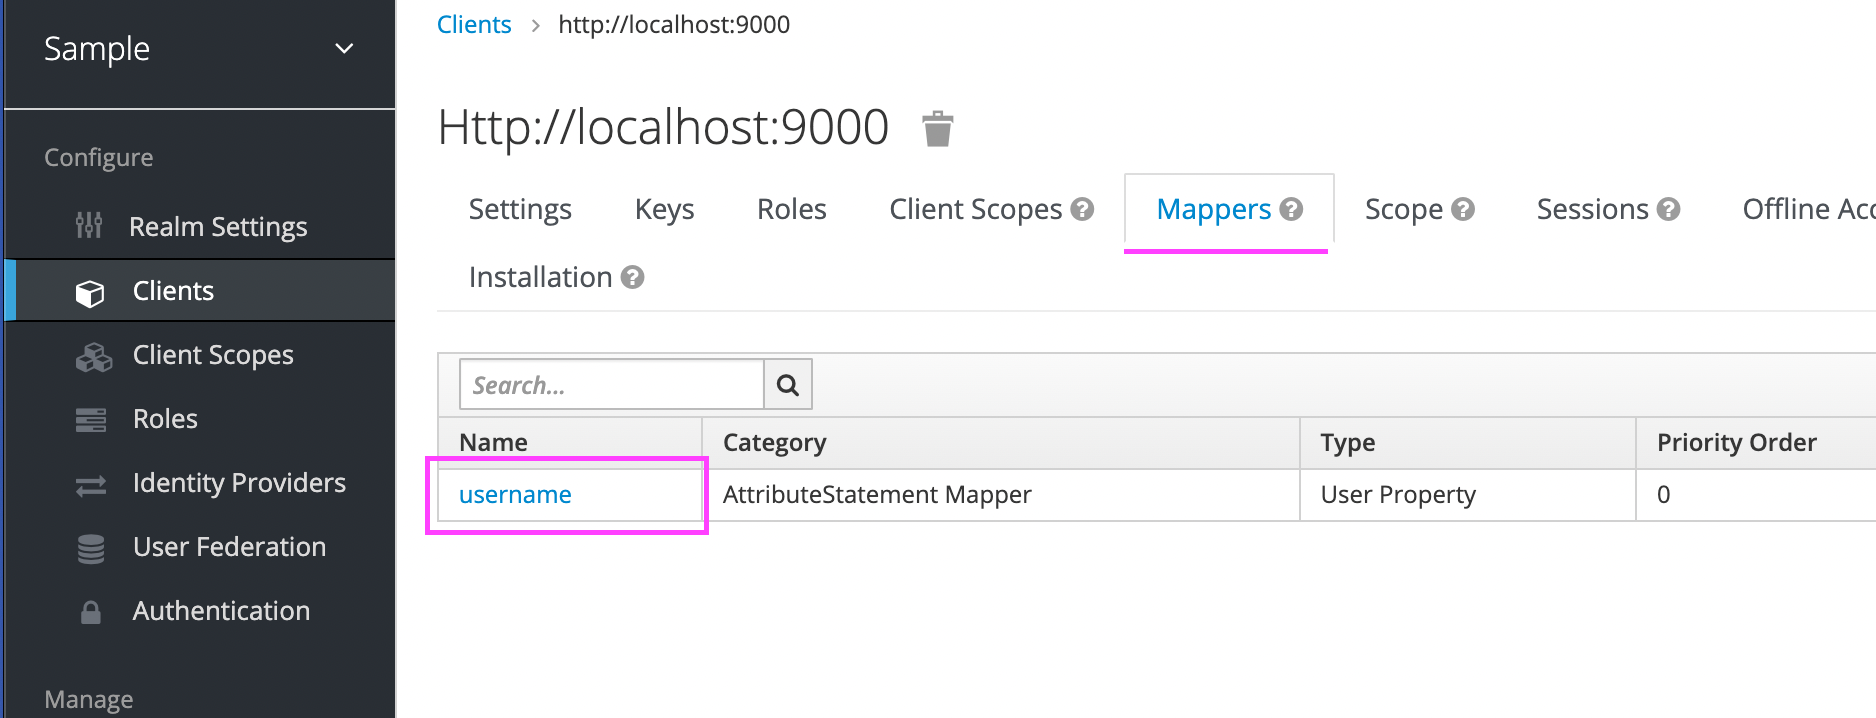 Sample
Configure
Realm Settings
Clients
Client Scopes
Roles
Identity Providers
User Federation
Authentication
Manage
Clients > http://localhost:9000
Http://localhost:9000
Settings Keys Roles Client Scopes ? Mappers ? Scope ? Sessions ? Offline Acc
Installation ?
Search...
Name Category Type Priority Order
username AttributeStatement Mapper User Property 0